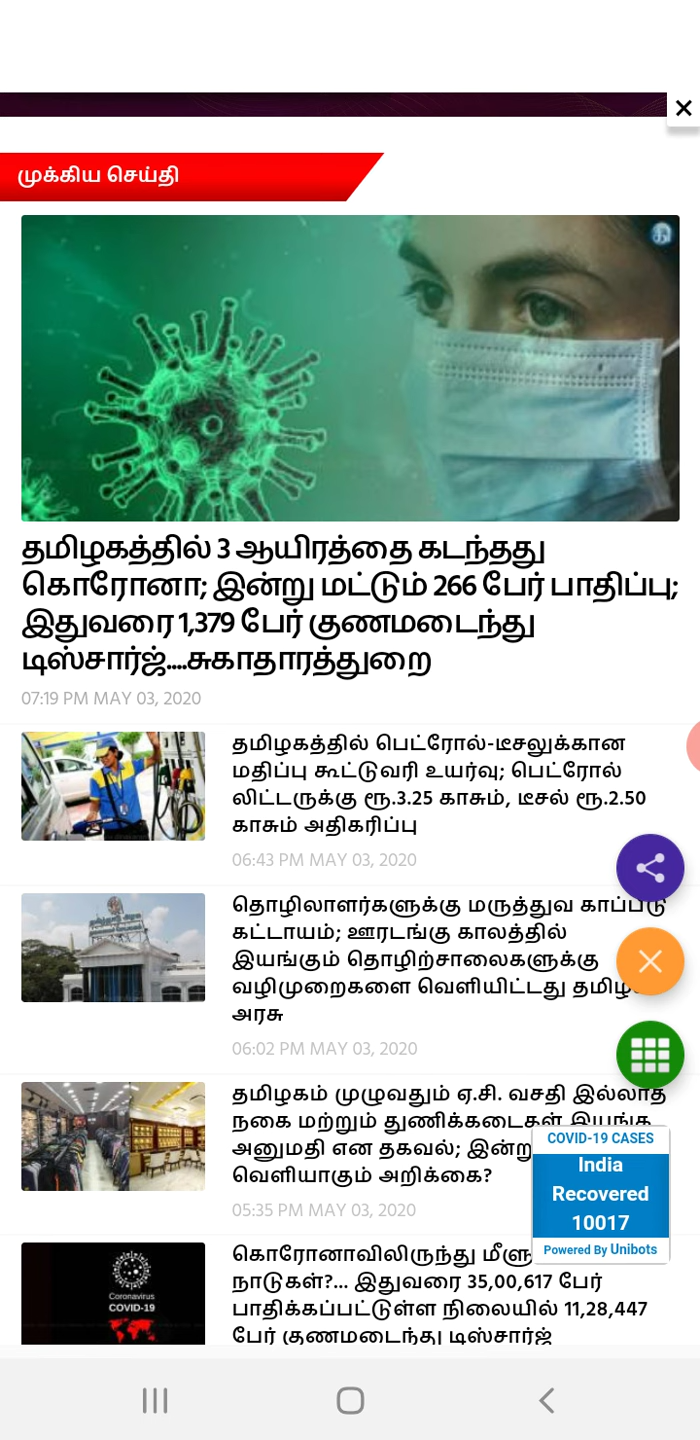 முக்கிய செய்தி
தமிழகத்தில் 3 ஆயிரத்தை கடந்தது
கொரோனா; இன்று மட்டும் 266 பேர் பாதிப்பு;
இதுவரை 1,379 பேர் குணமடைந்து
டிஸ்சார்ஜ்....சுகாதாரத்துறை
07:19 PM MAY 03, 2020
தமிழகத்தில் பெட்ரோல்-டீசலுக்கான
மதிப்பு கூட்டுவரி உயர்வு; பெட்ரோல்
லிட்டருக்கு ரூ.3.25 காசும், டீசல் ரூ.2.50
காசும் அதிகரிப்பு
06:43 PM MAY 03, 2020
தொழிலாளர்களுக்கு மருத்துவ காப்பீடு
கட்டாயம்; ஊரடங்கு காலத்தில்
இயங்கும் தொழிற்சாலைகளுக்கு
வழிமுறைகளை வெளியிட்டது
அரசு
06:02 PM MAY 03, 2020
தமிழகம் முழுவதும் ஏ.சி. வசதி இல்லாத
நகை மற்றும் துணிக்கடைகள் இயங்க
அனுமதி என தகவல்; இன்று
வெளியாகும் அறிக்கை?
05:35 PM MAY 03, 2020
COVID-19 CASES
India
Recovered
10017
Powered By Unibots
Coronavirus
COVID-19
கொரோனாவிலிருந்து
நாடுகள்?... இதுவரை 35,00,617 பேர்
பாதிக்கப்பட்டுள்ள நிலையில் 11,28,447
பேர் குணமடைந்து டிஸ்சார்ஜ்